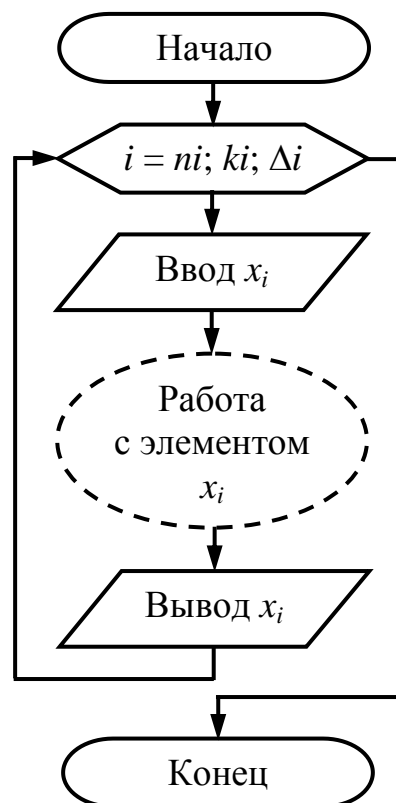 Начало
i = ni; ki; Δi
Ввод xᵢ
Работа
с элементом
xᵢ
Вывод xᵢ
Конец